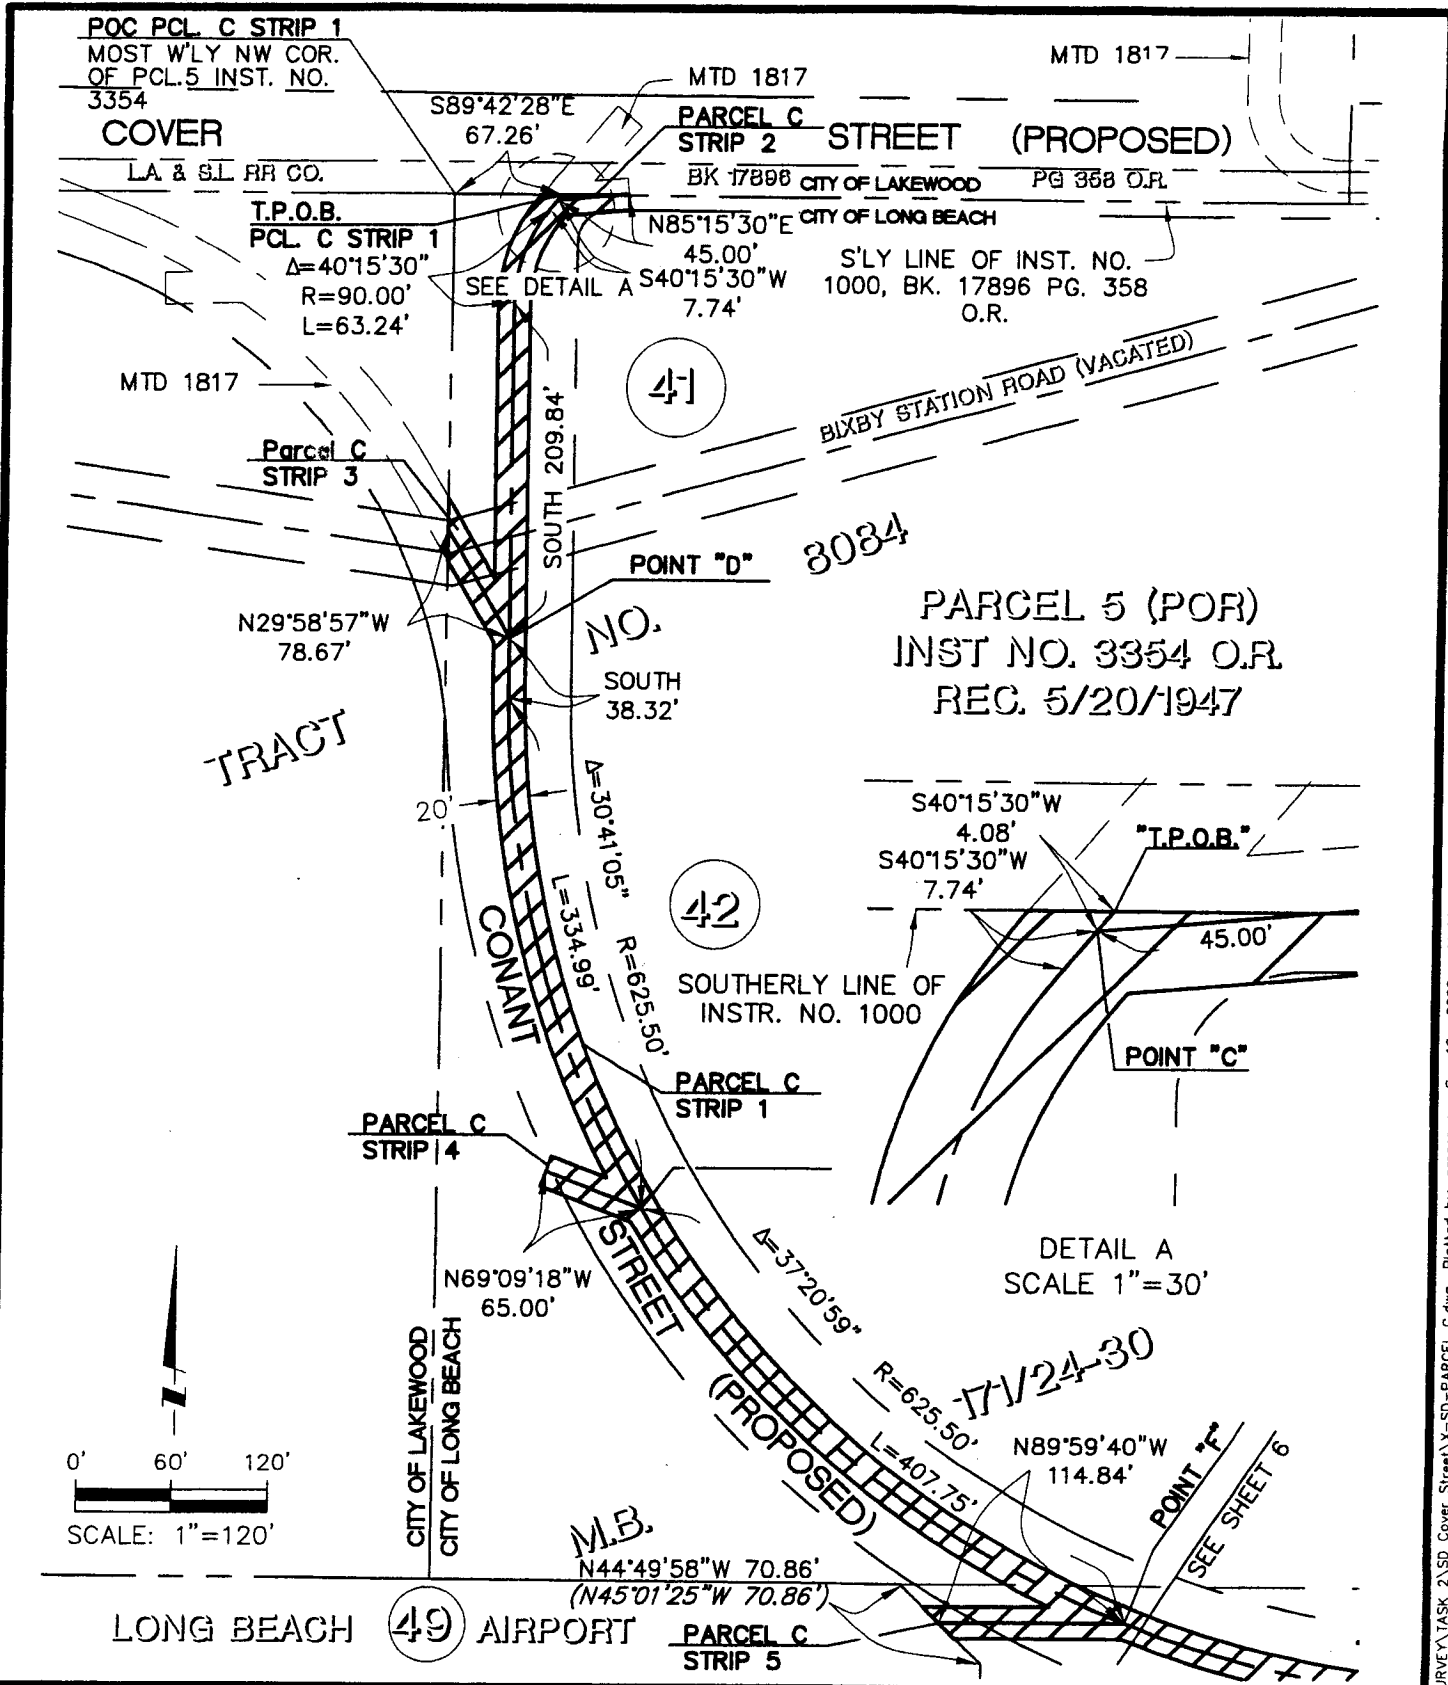 POC PCL. C STRIP 1
MOST W'LY NW COR.
OF PCL.5 INST. NO.
3354
MTD 1817
MTD 1817
S89°42'28"E
67.26'
PARCEL C
STRIP 2
COVER STREET (PROPOSED)
L.A. & S.L. RR CO.
BK 17896
PG 358 O.R.
CITY OF LAKEWOOD
CITY OF LONG BEACH
T.P.O.B.
PCL. C STRIP 1
Δ=40°15'30"
R=90.00'
L=63.24'
SEE DETAIL A
N85°15'30"E
45.00'
S40°15'30"W
7.74'
S'LY LINE OF INST. NO.
1000, BK. 17896 PG. 358
O.R.
MTD 1817
41
BIXBY STATION ROAD (VACATED)
SOUTH 209.84'
Parcel C
STRIP 3
POINT "D"
8084
N29°58'57"W
78.67'
NO.
SOUTH
38.32'
TRACT
PARCEL 5 (POR)
INST NO. 3354 O.R.
REC. 5/20/1947
20'
Δ=30°41'05" R=625.50'
L=334.99'
42
S40°15'30"W
4.08'
S40°15'30"W
7.74'
"T.P.O.B."
45.00'
SOUTHERLY LINE OF
INSTR. NO. 1000
POINT "C"
DETAIL A
SCALE 1"=30'
CONANT
PARCEL C
STRIP 1
PARCEL C
STRIP 4
N69°09'18"W
65.00'
STREET
(PROPOSED)
Δ=37°20'59"
R=625.50'
L=407.75'
171/24-30
N89°59'40"W
114.84'
POINT "F"
SEE SHEET 6
CITY OF LAKEWOOD
CITY OF LONG BEACH
0' 60' 120'
SCALE: 1"=120'
M.B.
N44°49'58"W 70.86'
(N45°01'25"W 70.86')
LONG BEACH 49 AIRPORT
PARCEL C
STRIP 5